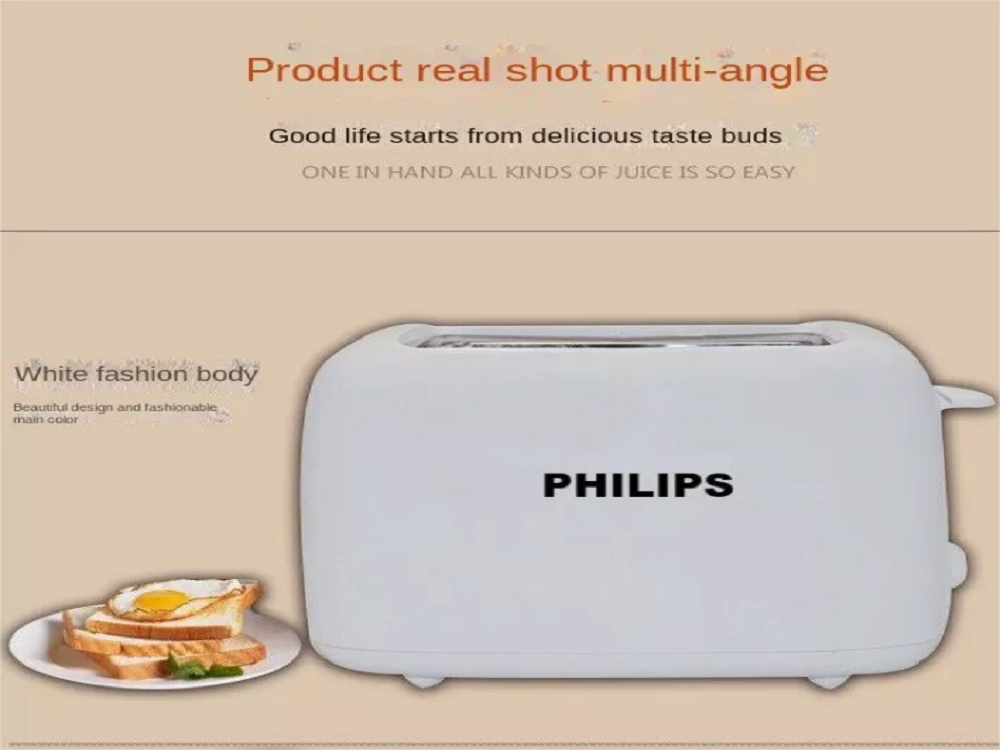 Product real shot multi-angle
Good life starts from delicious taste buds
ONE IN HAND ALL KINDS OF JUICE IS SO EASY
White fashion body
Beautiful design and fashionable
main color
PHILIPS